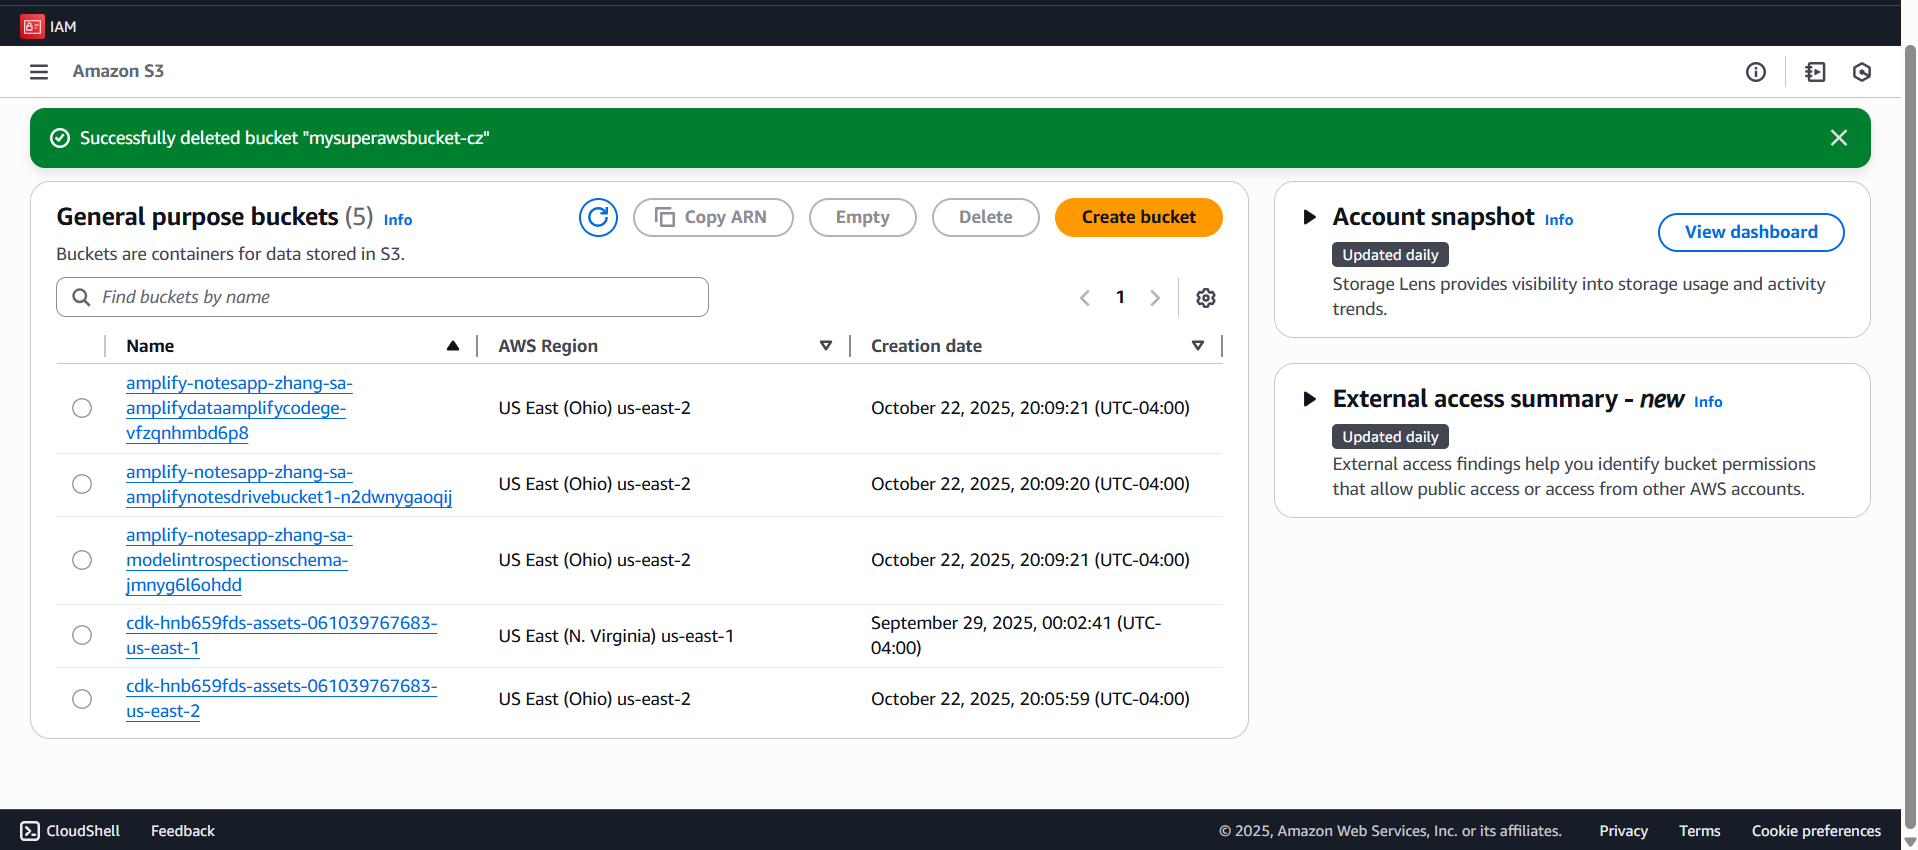 IAM
Amazon S3
Successfully deleted bucket "mysuperawsbucket-cz"
General purpose buckets (5) Info
Copy ARN
Empty
Delete
Create bucket
Buckets are containers for data stored in S3.
Find buckets by name
1
Name
AWS Region
Creation date
amplify-notesapp-zhang-sa-
amplifydataamplifycodege-
vfzqnhmbd6p8
US East (Ohio) us-east-2
October 22, 2025, 20:09:21 (UTC-04:00)
amplify-notesapp-zhang-sa-
amplifynotesdrivebucket1-n2dwnygaoqij
US East (Ohio) us-east-2
October 22, 2025, 20:09:20 (UTC-04:00)
amplify-notesapp-zhang-sa-
modelintrospectionschema-
jmnyg6l6ohdd
US East (Ohio) us-east-2
October 22, 2025, 20:09:21 (UTC-04:00)
cdk-hnb659fds-assets-061039767683-
us-east-1
US East (N. Virginia) us-east-1
September 29, 2025, 00:02:41 (UTC-
04:00)
cdk-hnb659fds-assets-061039767683-
us-east-2
US East (Ohio) us-east-2
October 22, 2025, 20:05:59 (UTC-04:00)
Account snapshot Info
View dashboard
Updated daily
Storage Lens provides visibility into storage usage and activity
trends.
External access summary - new Info
Updated daily
External access findings help you identify bucket permissions
that allow public access or access from other AWS accounts.
CloudShell
Feedback
© 2025, Amazon Web Services, Inc. or its affiliates.
Privacy
Terms
Cookie preferences